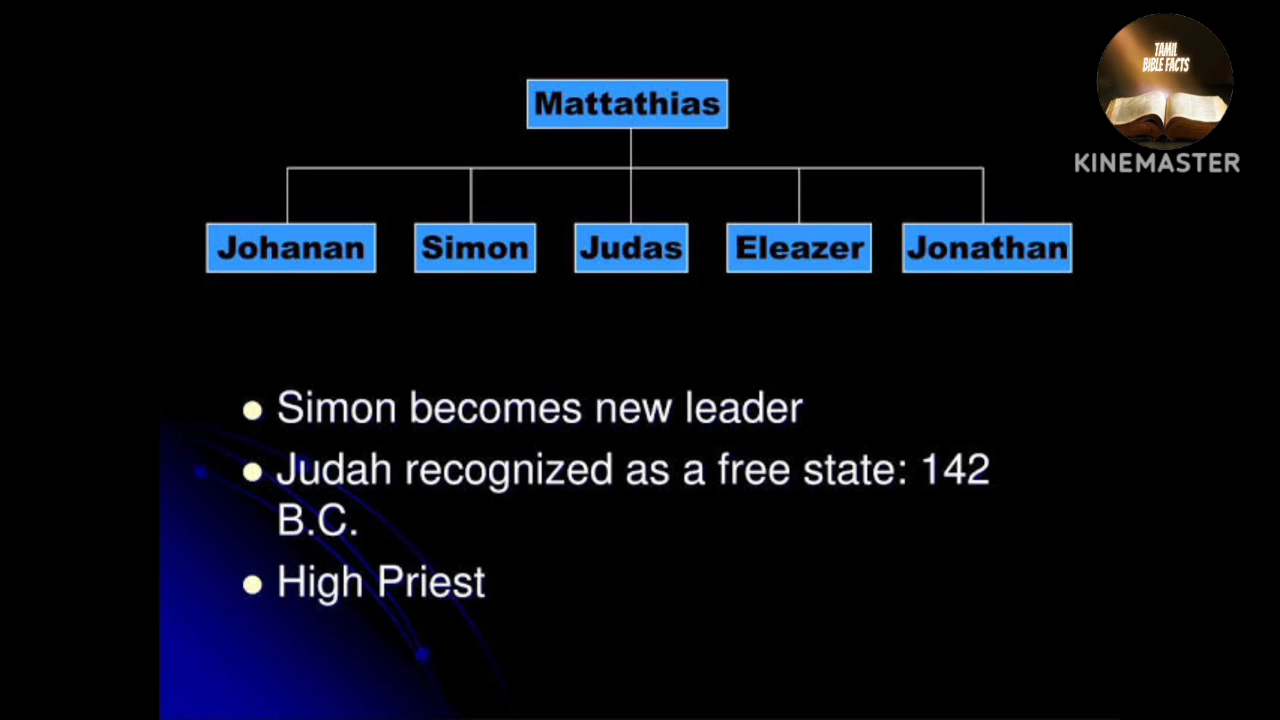 TAMIL
BIBLE FACTS
KINEMASTER
Mattathias
Johanan Simon Judas Eleazer Jonathan
Simon becomes new leader
Judah recognized as a free state: 142
B.C.
High Priest